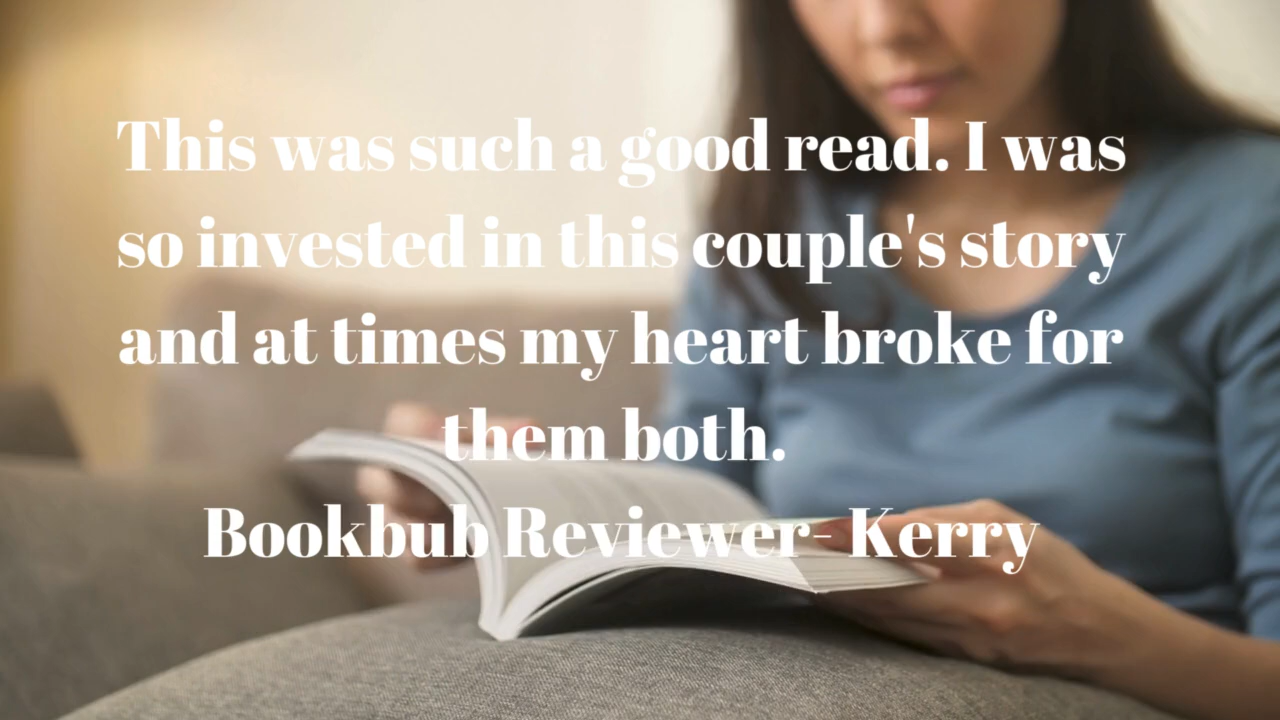 This was such a good read. I was
so invested in this couple's story
and at times my heart broke for
them both.
Bookbub Reviewer- Kerry